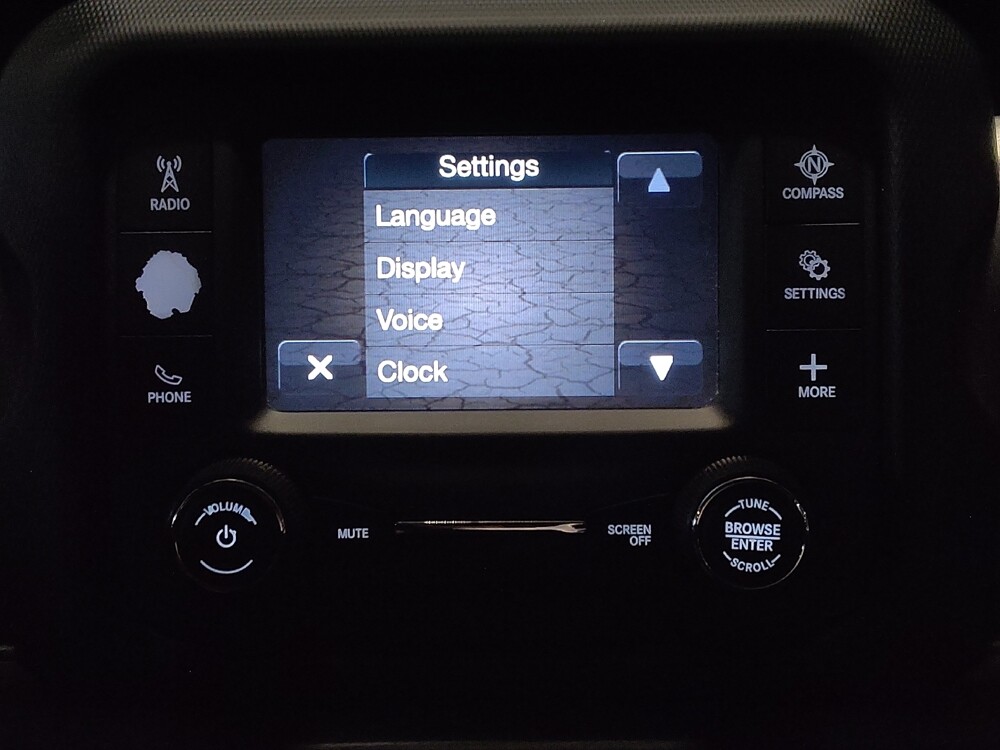 Settings
Language
Display
Voice
Clock
RADIO
PHONE
COMPASS
N
SETTINGS
MORE
VOLUME
MUTE
SCREEN
OFF
TUNE
BROWSE
ENTER
SCROLL